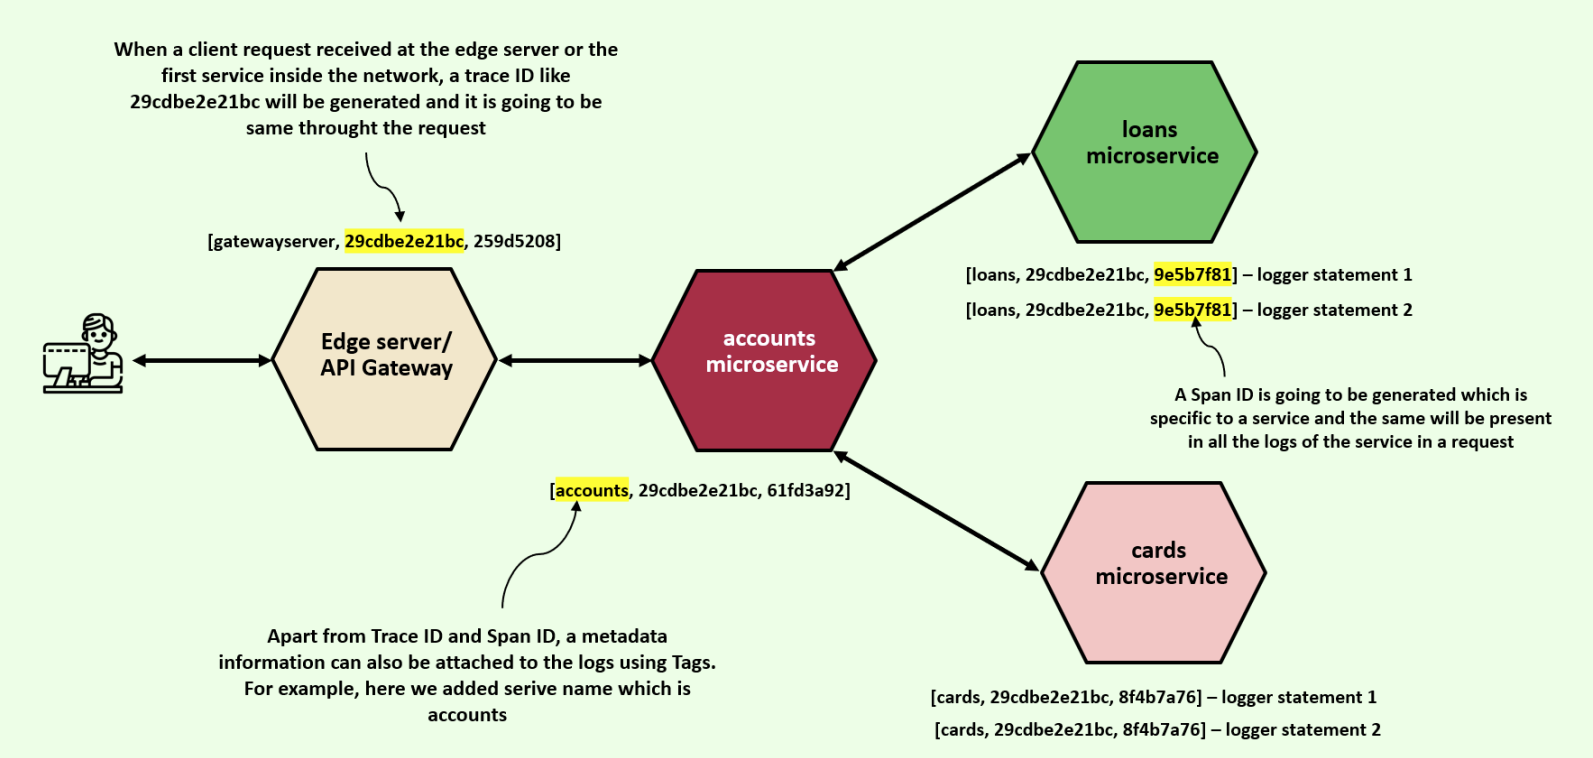 When a client request received at the edge server or the
first service inside the network, a trace ID like
29cdbe2e21bc will be generated and it is going to be
same throught the request
[gatewayserver, 29cdbe2e21bc, 259d5208]
Edge server/
API Gateway
accounts
microservice
[accounts, 29cdbe2e21bc, 61fd3a92]
Apart from Trace ID and Span ID, a metadata
information can also be attached to the logs using Tags.
For example, here we added serive name which is
accounts
loans
microservice
[loans, 29cdbe2e21bc, 9e5b7f81] – logger statement 1
[loans, 29cdbe2e21bc, 9e5b7f81] – logger statement 2
A Span ID is going to be generated which is
specific to a service and the same will be present
in all the logs of the service in a request
cards
microservice
[cards, 29cdbe2e21bc, 8f4b7a76] – logger statement 1
[cards, 29cdbe2e21bc, 8f4b7a76] – logger statement 2